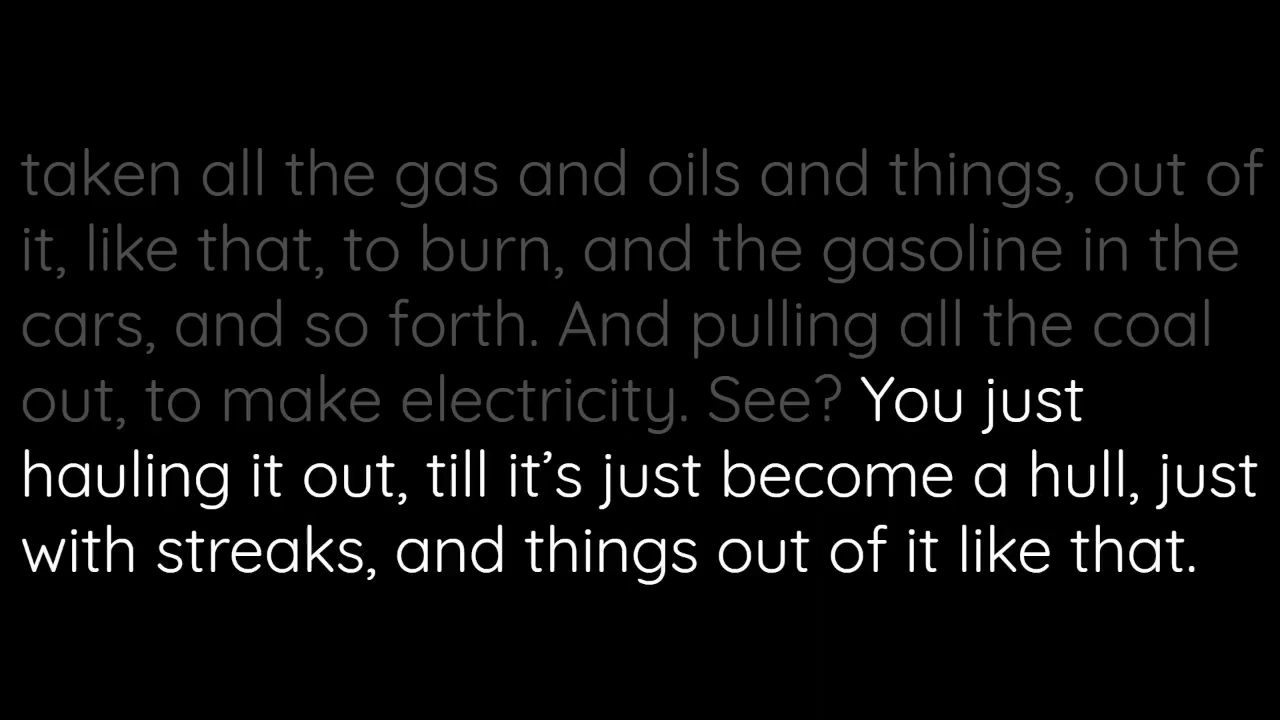 taken all the gas and oils and things, out of
it, like that, to burn, and the gasoline in the
cars, and so forth. And pulling all the coal
out, to make electricity. See? You just
hauling it out, till it’s just become a hull, just
with streaks, and things out of it like that.